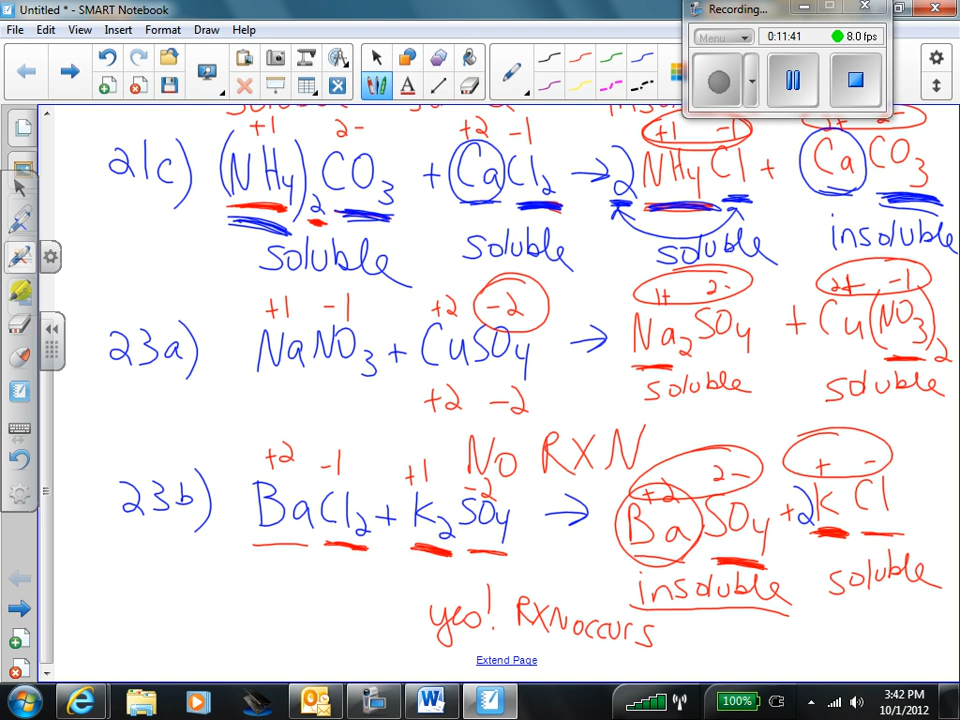 Untitled * - SMART Notebook
Recording...
File Edit View Insert Format Draw Help
Menu 0:11:41 8.0 fps
+1 2- +2 -1 +1 -1
21c) (NH4)2CO3 + CaCl2 → 2NH4Cl + CaCO3
soluble soluble soluble insoluble
+1 -1 +2 -2 1+ 2- 2+ -1
23a) NaNO3 + CuSO4 → Na2SO4 + Cu(NO3)2
+2 -2 soluble soluble
No RXN
+2 -1 +1 -2 +2 2- + -
23b) BaCl2 + K2SO4 → BaSO4 + 2KCl
insoluble soluble
yes! RXN occurs
Extend Page
100%
3:42 PM
10/1/2012